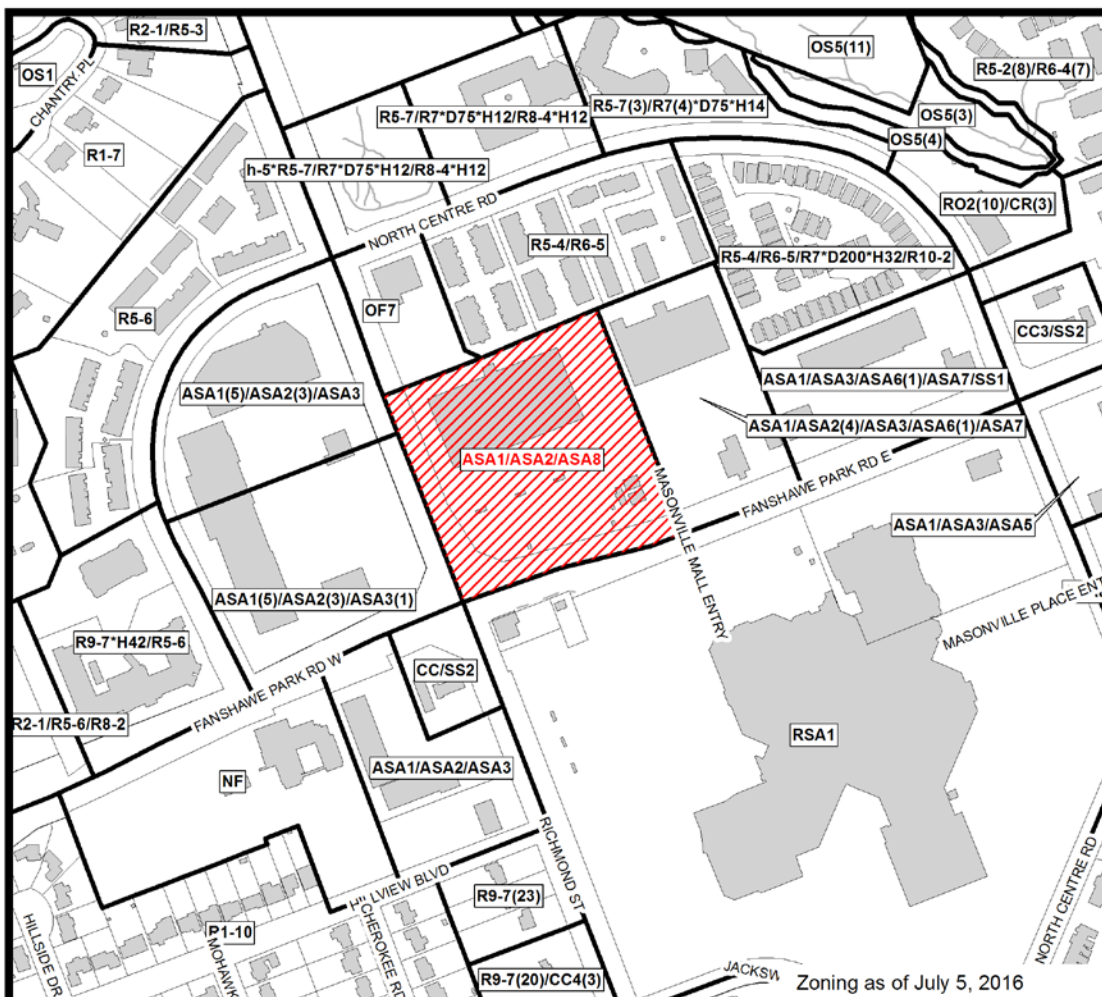 R2-1/R5-3
OS1
CHANTRY PL
R1-7
OS5(11)
R5-2(8)/R6-4(7)
R5-7/R7*D75*H12/R8-4*H12
R5-7(3)/R7(4)*D75*H14
OS5(3)
OS5(4)
h-5*R5-7/R7*D75*H12/R8-4*H12
RO2(10)/CR(3)
NORTH CENTRE RD
R5-4/R6-5
R5-4/R6-5/R7*D200*H32/R10-2
R5-6
OF7
CC3/SS2
ASA1(5)/ASA2(3)/ASA3
ASA1/ASA3/ASA6(1)/ASA7/SS1
ASA1/ASA2(4)/ASA3/ASA6(1)/ASA7
ASA1/ASA2/ASA8
MASONVILLE MALL ENTRY
FANSHAWE PARK RD E
ASA1/ASA3/ASA5
ASA1(5)/ASA2(3)/ASA3(1)
MASONVILLE PLACE ENT
R9-7*H42/R5-6
FANSHAWE PARK RD W
CC/SS2
R2-1/R5-6/R8-2
RSA1
NF
ASA1/ASA2/ASA3
RICHMOND ST
HILLVIEW BLVD
R9-7(23)
R1-10
HILLSIDE DR
MOHAWK
CHEROKEE RD
NORTH CENTRE RD
R9-7(20)/CC4(3)
JACKSW
Zoning as of July 5, 2016